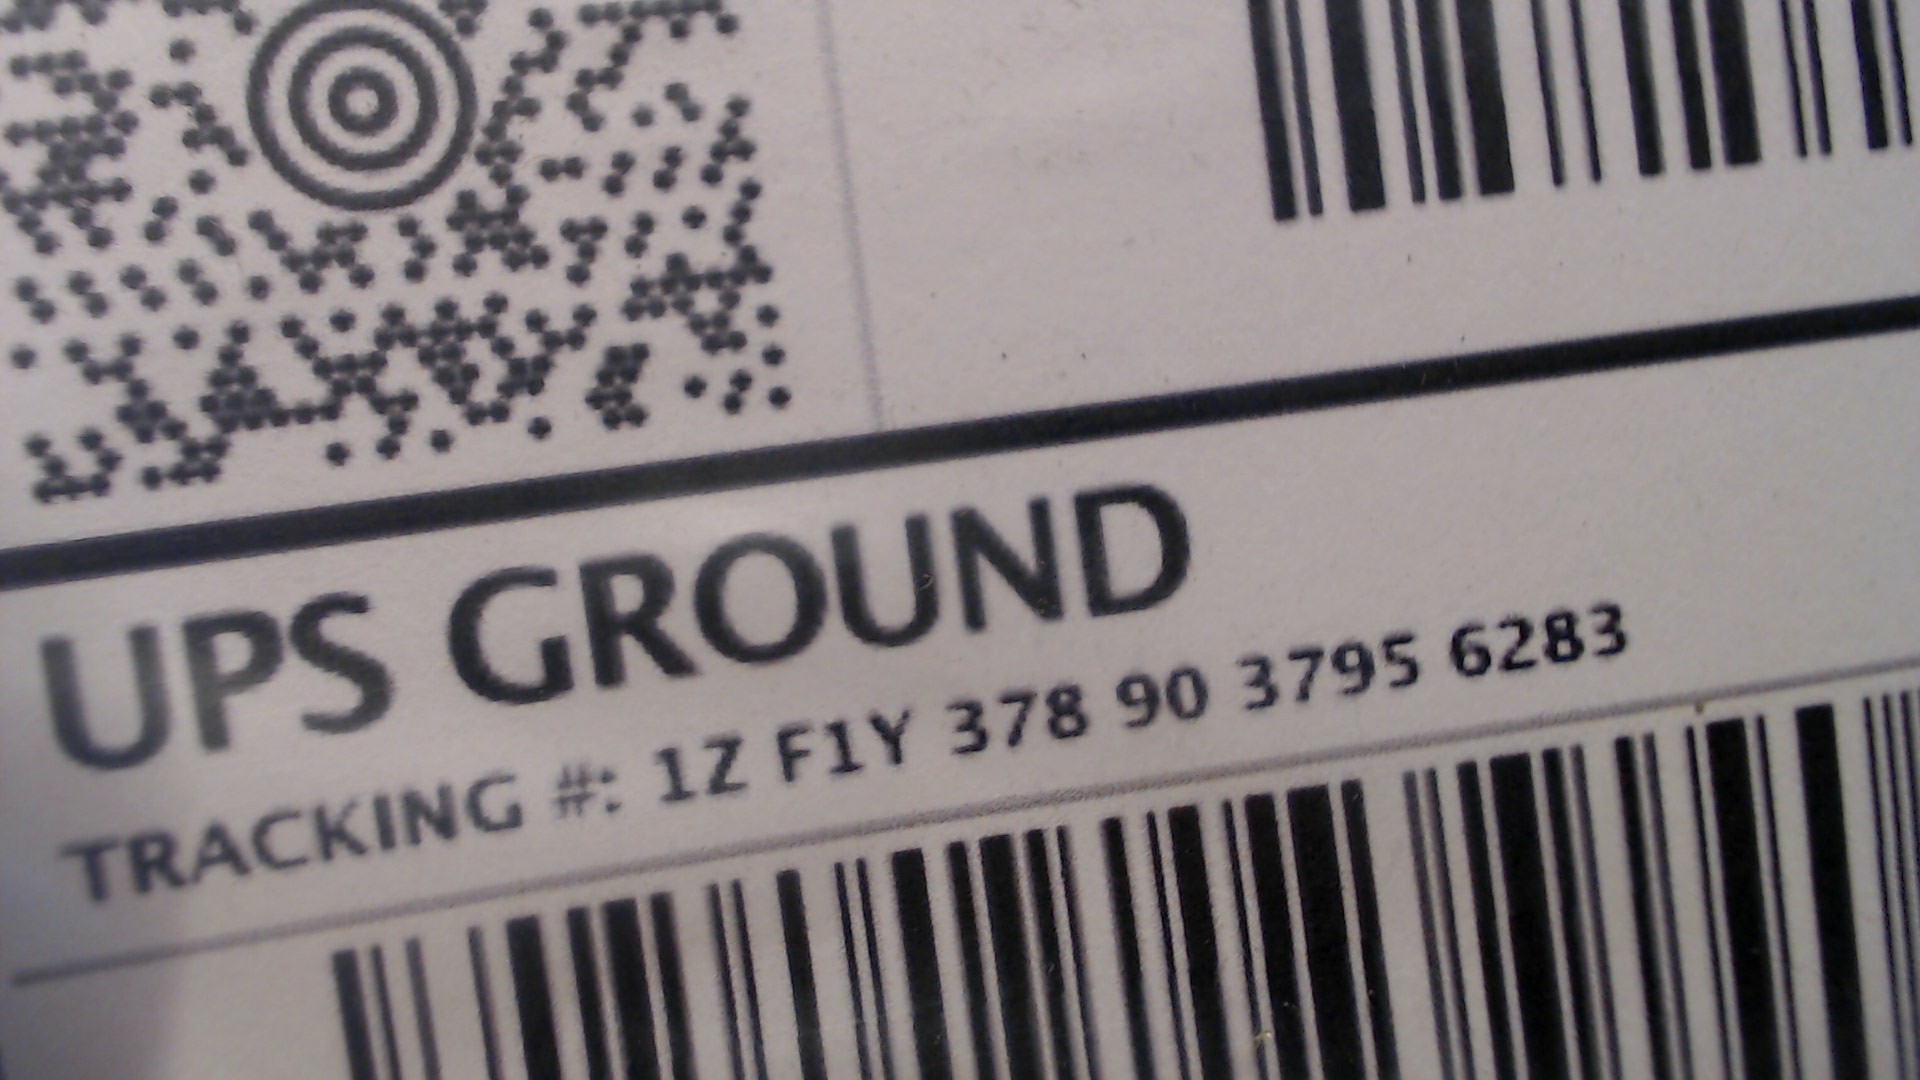 UPS GROUND
TRACKING #: 1Z F1Y 378 90 3795 6283